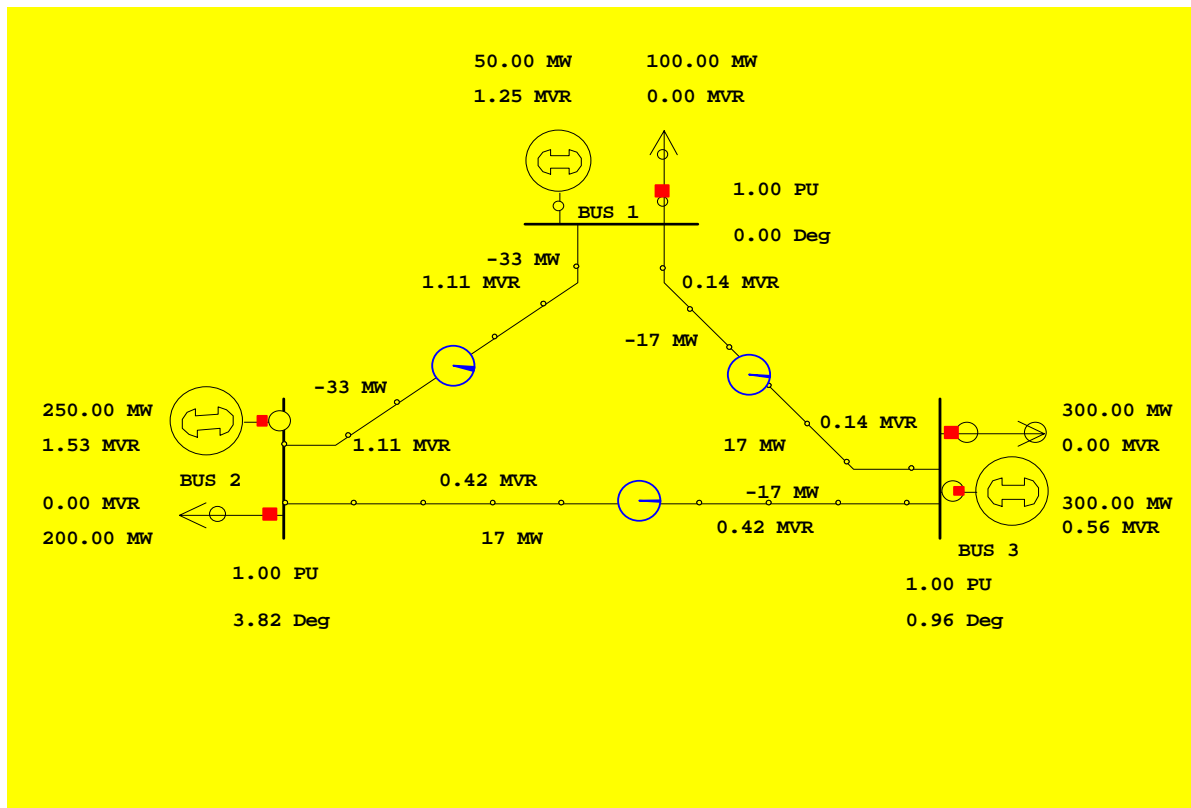 50.00 MW 100.00 MW
1.25 MVR 0.00 MVR
1.00 PU
BUS 1
0.00 Deg
-33 MW
1.11 MVR 0.14 MVR
-17 MW
-33 MW
250.00 MW 300.00 MW
0.14 MVR
1.53 MVR 1.11 MVR 17 MW 0.00 MVR
BUS 2 0.42 MVR
-17 MW
0.00 MVR 300.00 MW
0.42 MVR 0.56 MVR
200.00 MW 17 MW
BUS 3
1.00 PU 1.00 PU
3.82 Deg 0.96 Deg